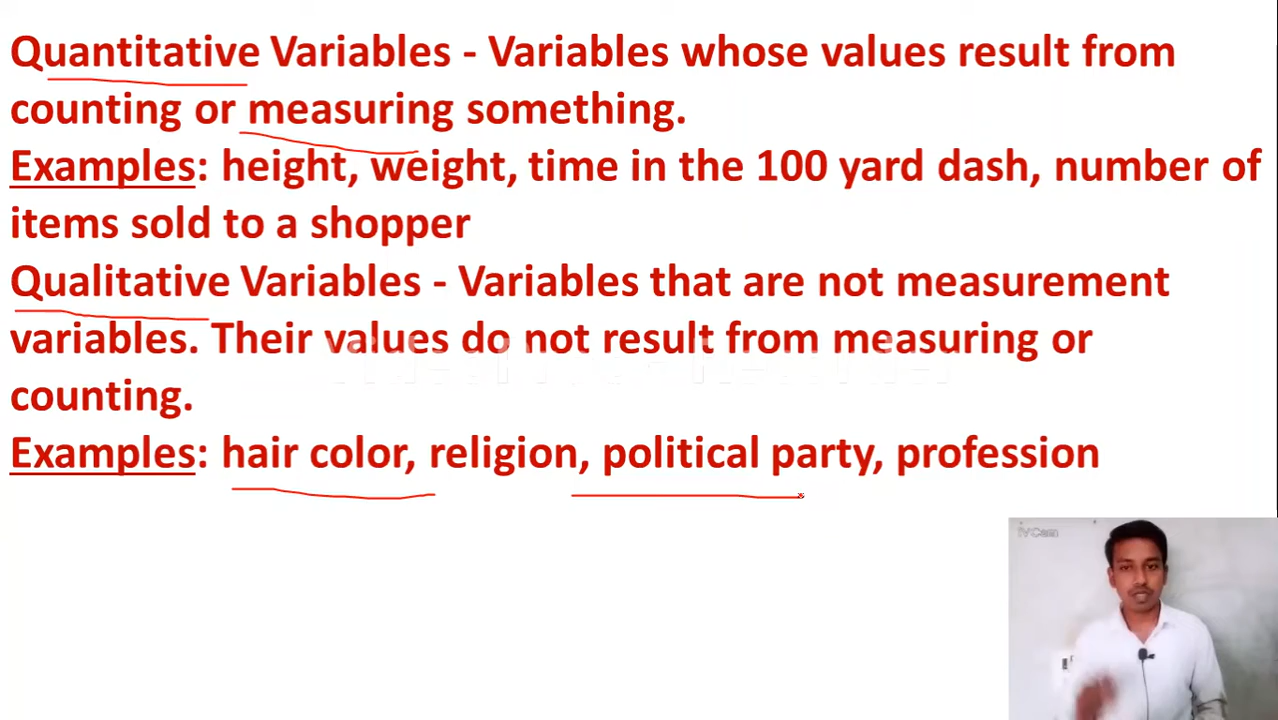 Quantitative Variables - Variables whose values result from
counting or measuring something.
Examples: height, weight, time in the 100 yard dash, number of
items sold to a shopper
Qualitative Variables - Variables that are not measurement
variables. Their values do not result from measuring or
counting.
Examples: hair color, religion, political party, profession
iVCam